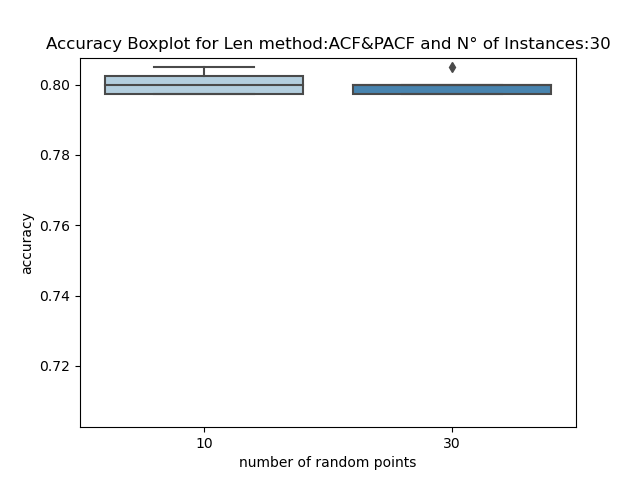 Accuracy Boxplot for Len method:ACF&PACF and N° of Instances:30
0.80
0.78
0.76
0.74
0.72
accuracy
10 30
number of random points